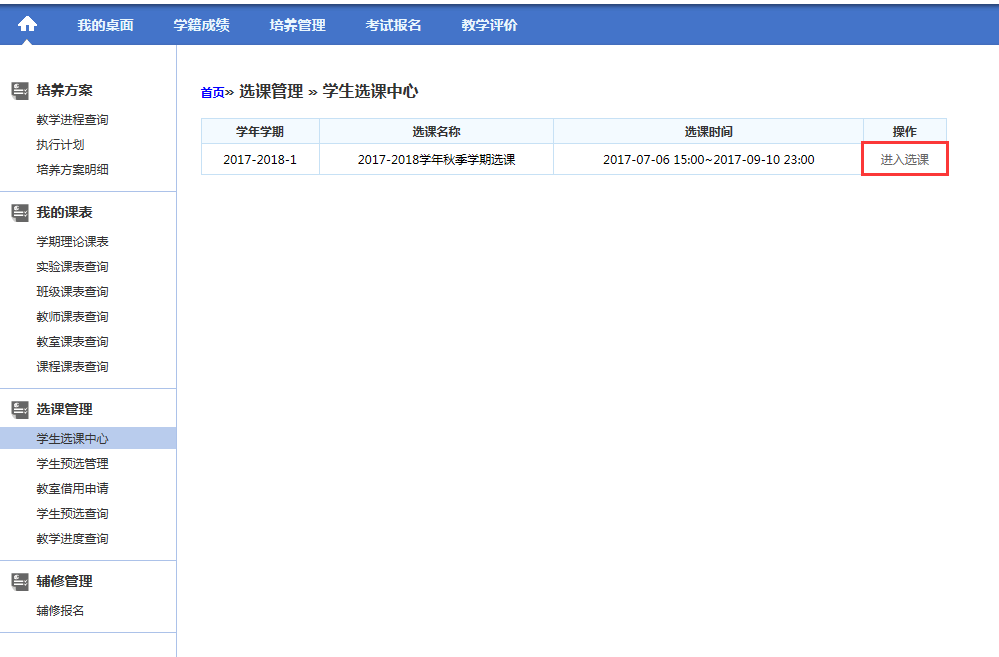 我的桌面 学籍成绩 培养管理 考试报名 教学评价
培养方案
教学进程查询
执行计划
培养方案明细
我的课表
学期理论课表
实验课表查询
班级课表查询
教师课表查询
教室课表查询
课程课表查询
选课管理
学生选课中心
学生预选管理
教室借用申请
学生预选查询
教学进度查询
辅修管理
辅修报名
首页» 选课管理 » 学生选课中心
学年学期 选课名称 选课时间 操作
2017-2018-1 2017-2018学年秋季学期选课 2017-07-06 15:00~2017-09-10 23:00 进入选课